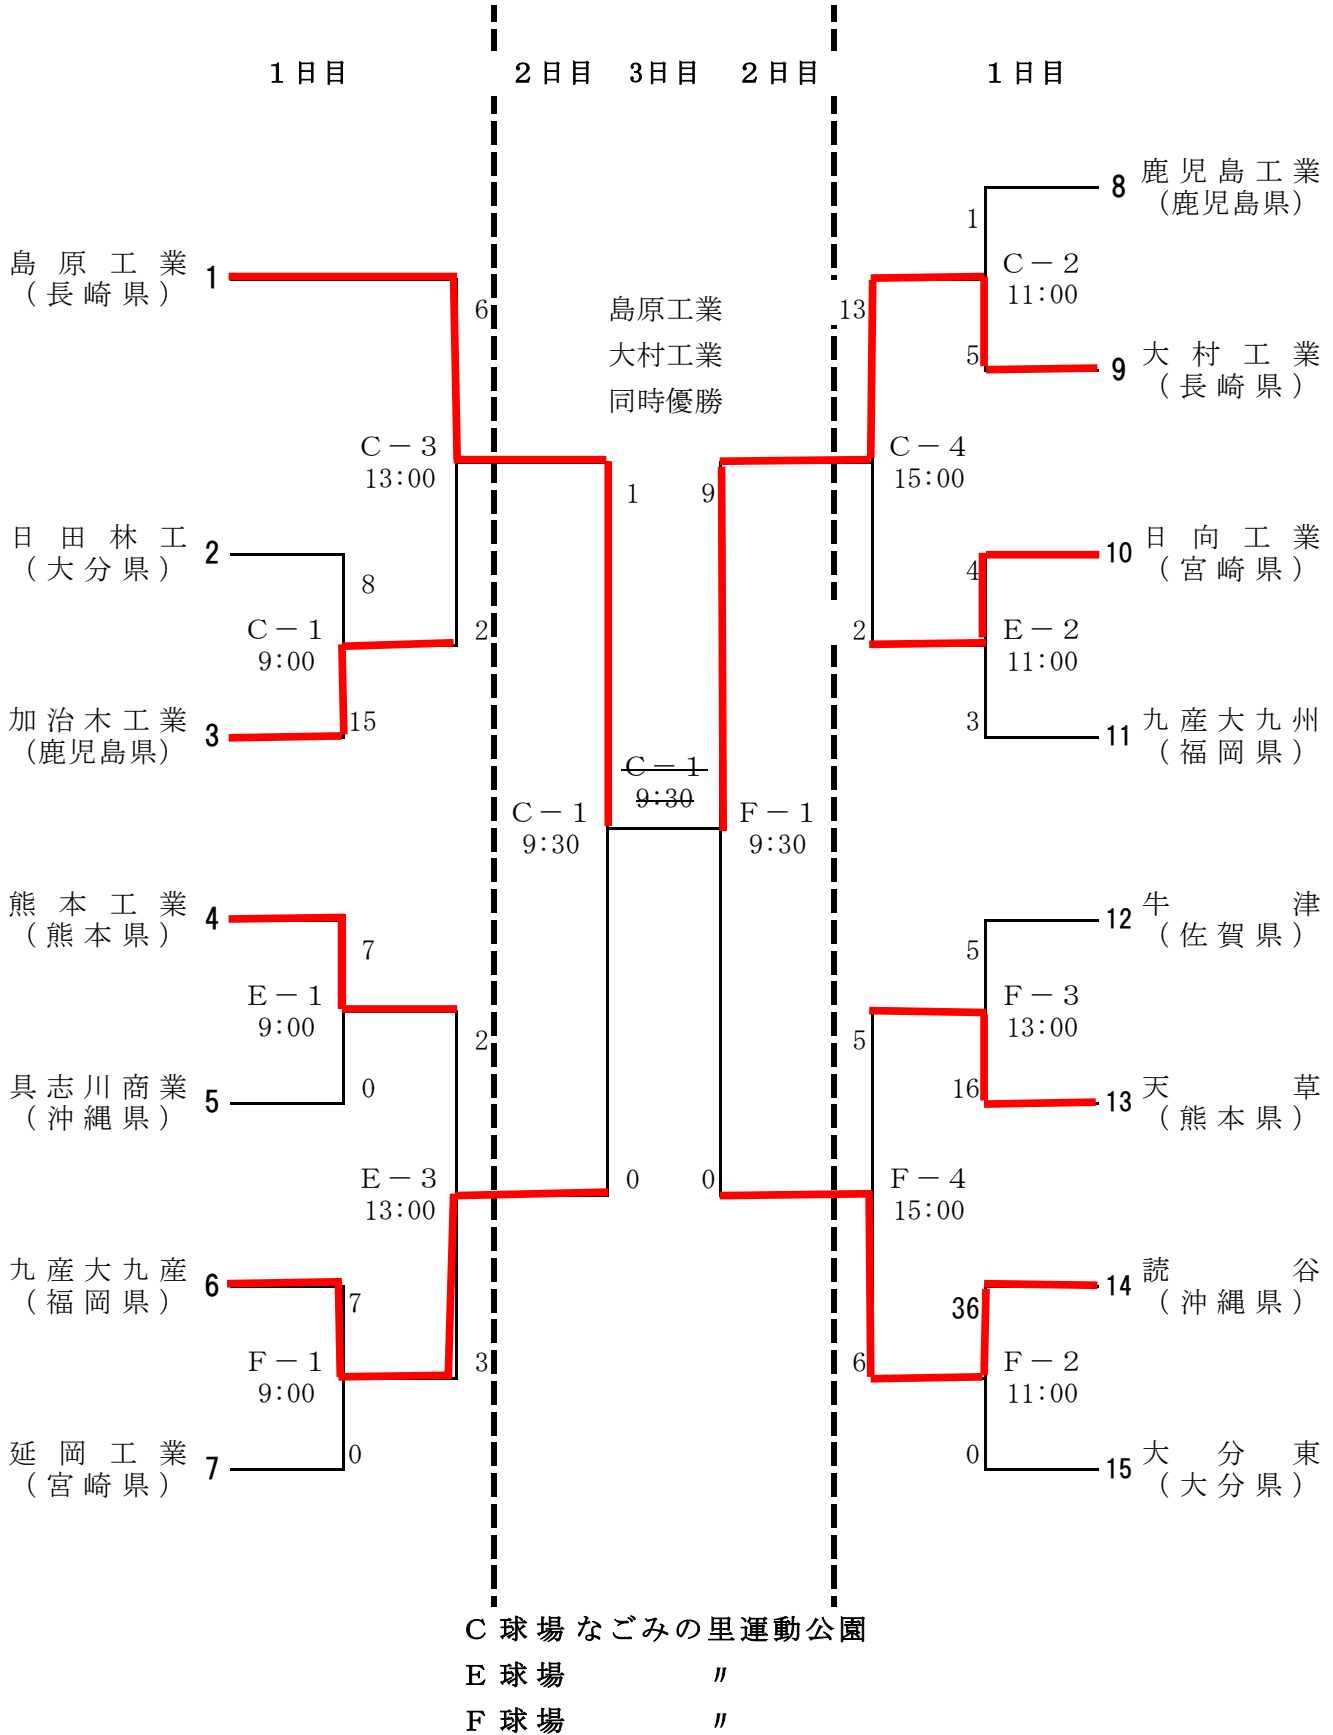 1日目 2日目 3日目 2日目 1日目
島原工業 1
(長崎県)
6
C－3
13:00
日田林工 2
(大分県)
8
C－1
9:00
2
加治木工業 3
(鹿児島県)
15
熊本工業 4
(熊本県)
7
E－1
9:00
2
具志川商業 5
(沖縄県)
0
E－3
13:00
九産大九産 6
(福岡県)
7
F－1
9:00
3
延岡工業 7
(宮崎県)
0
島原工業
大村工業
同時優勝
1 9
C－1
9:30
C－1
9:30
F－1
9:30
0 0
8 鹿児島工業
(鹿児島県)
1
C－2
11:00
13
5
9 大村工業
(長崎県)
C－4
15:00
10 日向工業
(宮崎県)
4
E－2
11:00
2
3
11 九産大九州
(福岡県)
12 牛津
(佐賀県)
5
F－3
13:00
5
16
13 天草
(熊本県)
F－4
15:00
14 読谷
(沖縄県)
36
F－2
11:00
6
0
15 大分東
(大分県)
C球場 なごみの里運動公園
E球場 〃
F球場 〃